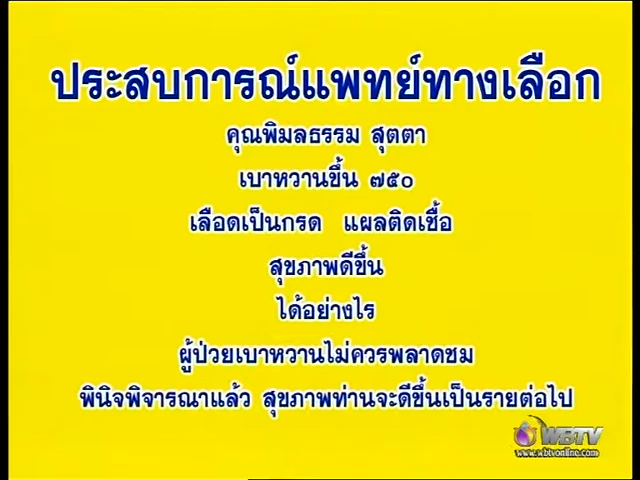 ประสบการณ์แพทย์ทางเลือก
คุณพิมลธรรม สุตตา
เบาหวานขึ้น ๗๕๐
เลือดเป็นกรด แผลติดเชื้อ
สุขภาพดีขึ้น
ได้อย่างไร
ผู้ป่วยเบาหวานไม่ควรพลาดชม
พินิจพิจารณาแล้ว สุขภาพท่านจะดีขึ้นเป็นรายต่อไป
WBTV
www.wbtvonline.com